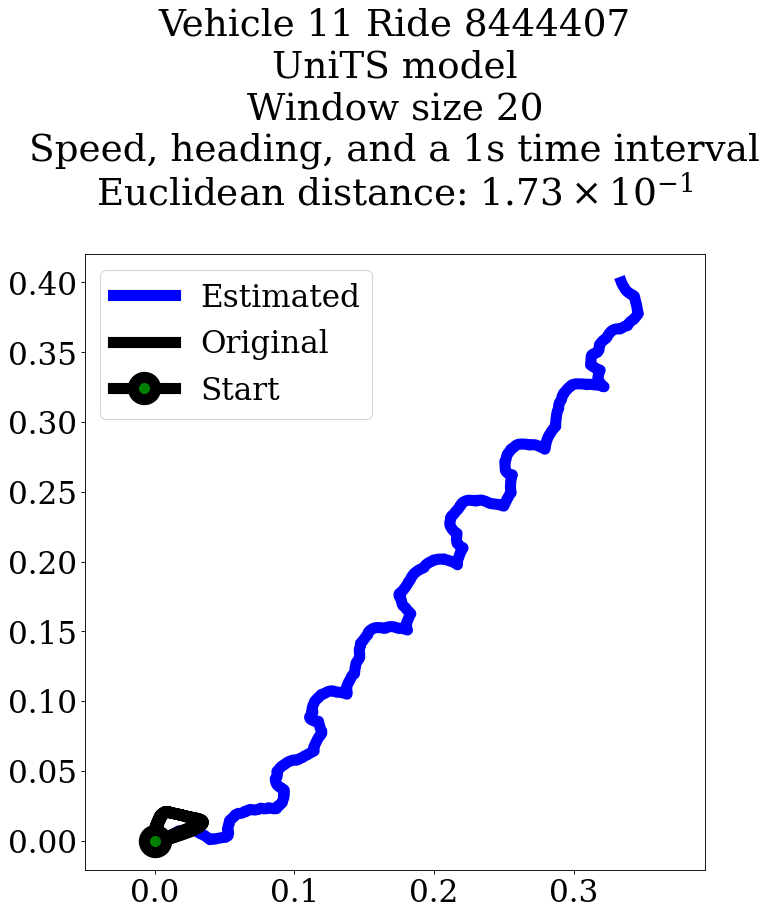 Vehicle 11 Ride 8444407
UniTS model
Window size 20
Speed, heading, and a 1s time interval
Euclidean distance: 1.73 × 10⁻¹
Estimated
Original
Start
0.40
0.35
0.30
0.25
0.20
0.15
0.10
0.05
0.00
0.0 0.1 0.2 0.3